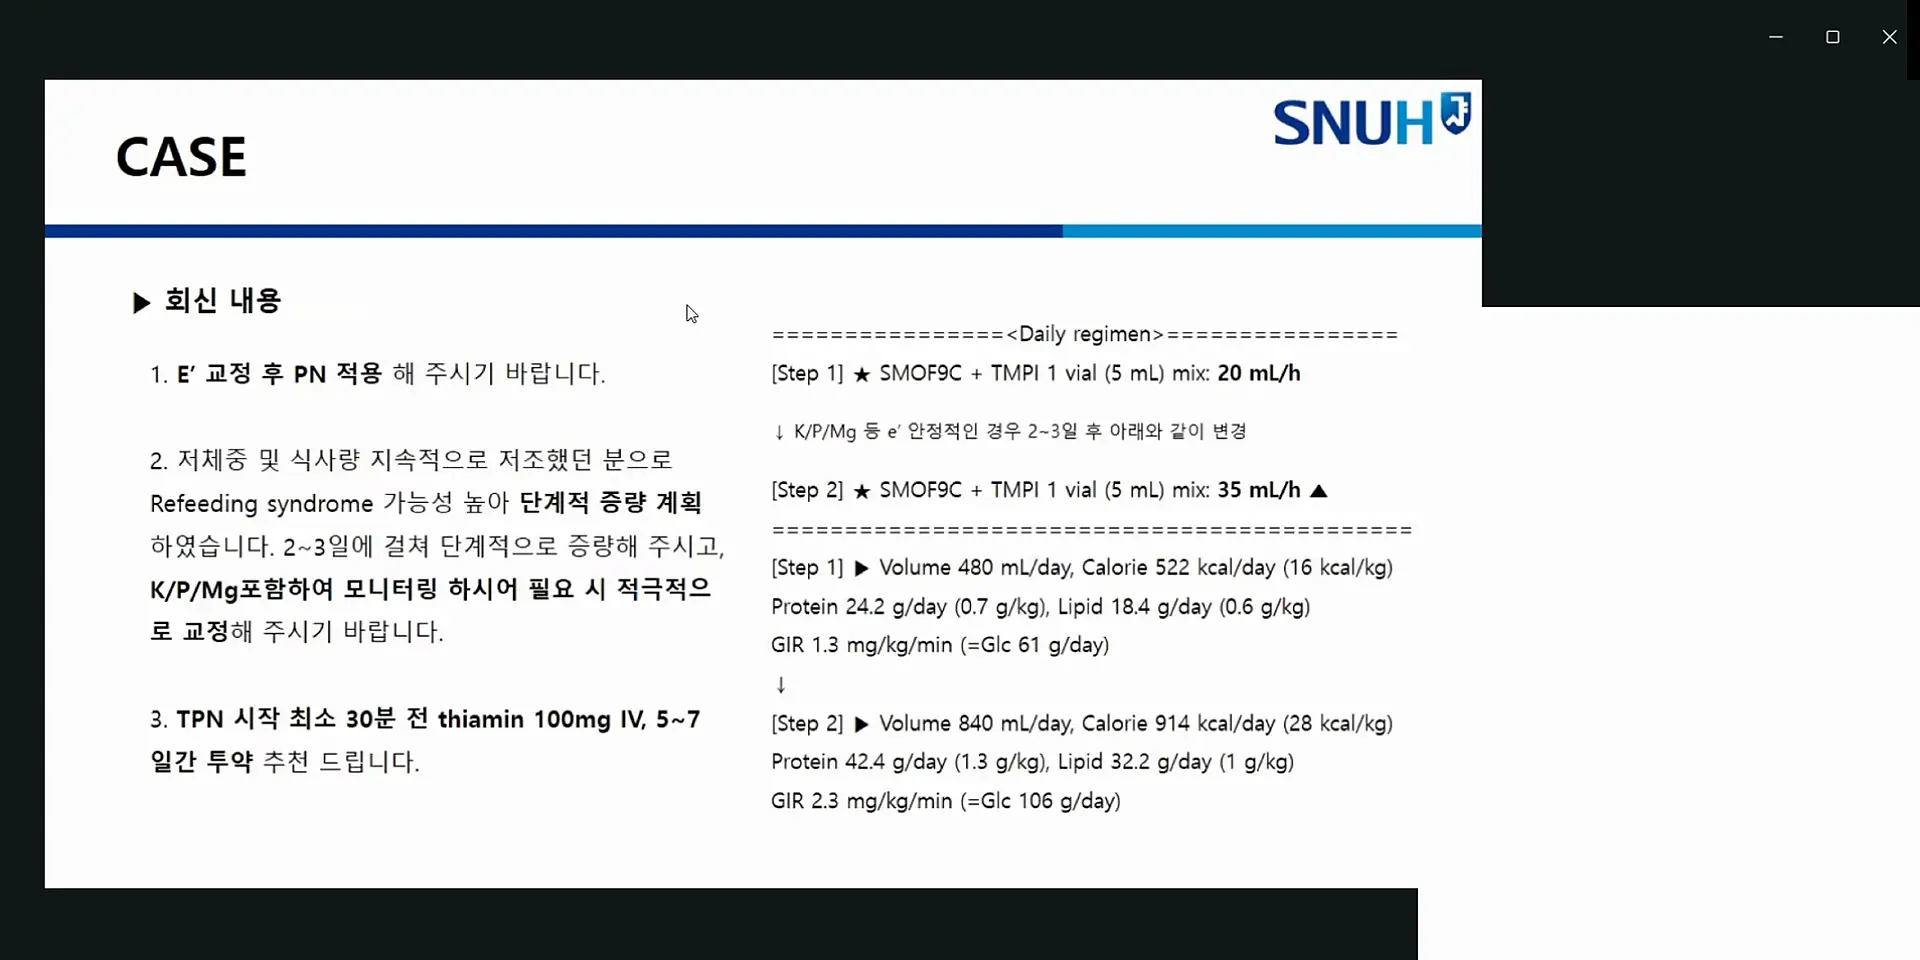 SNUH
CASE
▶ 회신 내용
1. E’ 교정 후 PN 적용 해 주시기 바랍니다.
2. 저체중 및 식사량 지속적으로 저조했던 분으로
Refeeding syndrome 가능성 높아 단계적 증량 계획
하였습니다. 2~3일에 걸쳐 단계적으로 증량해 주시고,
K/P/Mg포함하여 모니터링 하시어 필요 시 적극적으
로 교정해 주시기 바랍니다.
3. TPN 시작 최소 30분 전 thiamin 100mg IV, 5~7
일간 투약 추천 드립니다.
================<Daily regimen>================
[Step 1] ★ SMOF9C + TMPI 1 vial (5 mL) mix: 20 mL/h
↓ K/P/Mg 등 e’ 안정적인 경우 2~3일 후 아래와 같이 변경
[Step 2] ★ SMOF9C + TMPI 1 vial (5 mL) mix: 35 mL/h ▲
============================================
[Step 1] ▶ Volume 480 mL/day, Calorie 522 kcal/day (16 kcal/kg)
Protein 24.2 g/day (0.7 g/kg), Lipid 18.4 g/day (0.6 g/kg)
GIR 1.3 mg/kg/min (=Glc 61 g/day)
↓
[Step 2] ▶ Volume 840 mL/day, Calorie 914 kcal/day (28 kcal/kg)
Protein 42.4 g/day (1.3 g/kg), Lipid 32.2 g/day (1 g/kg)
GIR 2.3 mg/kg/min (=Glc 106 g/day)